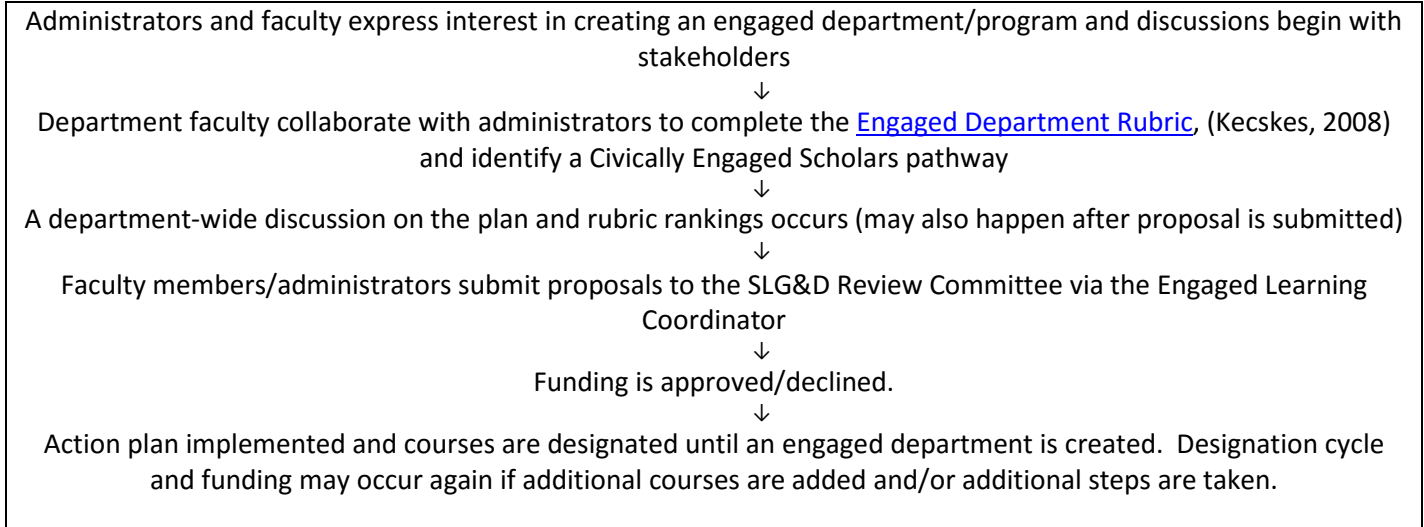 Administrators and faculty express interest in creating an engaged department/program and discussions begin with
stakeholders
↓
Department faculty collaborate with administrators to complete the Engaged Department Rubric, (Kecskes, 2008)
and identify a Civically Engaged Scholars pathway
↓
A department-wide discussion on the plan and rubric rankings occurs (may also happen after proposal is submitted)
↓
Faculty members/administrators submit proposals to the SLG&D Review Committee via the Engaged Learning
Coordinator
↓
Funding is approved/declined.
↓
Action plan implemented and courses are designated until an engaged department is created.  Designation cycle
and funding may occur again if additional courses are added and/or additional steps are taken.